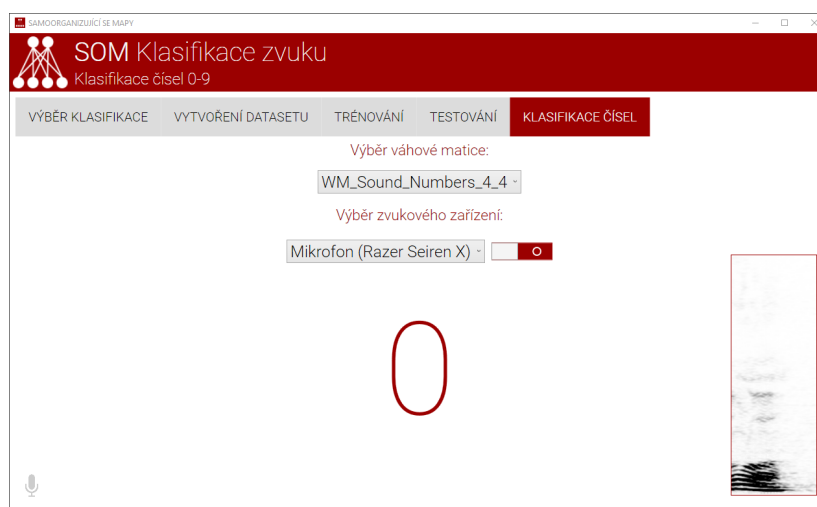 SAMOORGANIZUJÍCÍ SE MAPY
SOM Klasifikace zvuku
Klasifikace čísel 0-9
VÝBĚR KLASIFIKACE VYTVOŘENÍ DATASETU TRÉNOVÁNÍ TESTOVÁNÍ KLASIFIKACE ČÍSEL
Výběr váhové matice:
WM_Sound_Numbers_4_4
Výběr zvukového zařízení:
Mikrofon (Razer Seiren X)
0